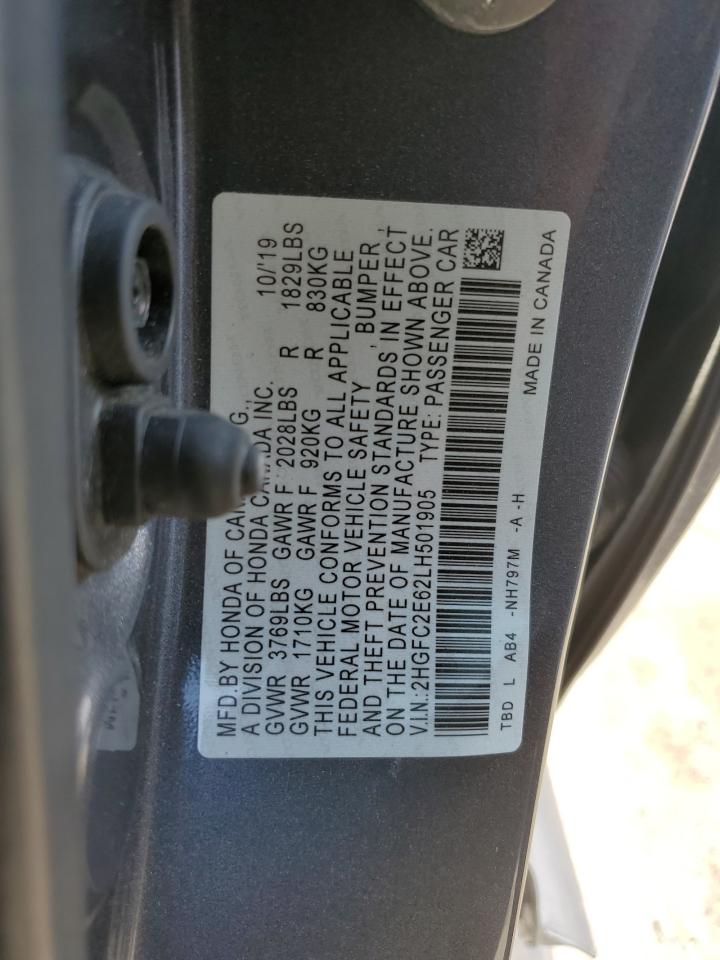 MFD.BY HONDA OF CAN 10/'19
A DIVISION OF HONDA CANADA INC.
GVWR 3769LBS GAWR F 2028LBS R 1829LBS
GVWR 1710KG GAWR F 920KG R 830KG
THIS VEHICLE CONFORMS TO ALL APPLICABLE
FEDERAL MOTOR VEHICLE SAFETY , BUMPER ,
AND THEFT PREVENTION STANDARDS IN EFFECT
ON THE DATE OF MANUFACTURE SHOWN ABOVE.
V.I.N.:2HGFC2E62LH501905 TYPE: PASSENGER CAR
TBD L AB4 -NH797M -A -H
MADE IN CANADA